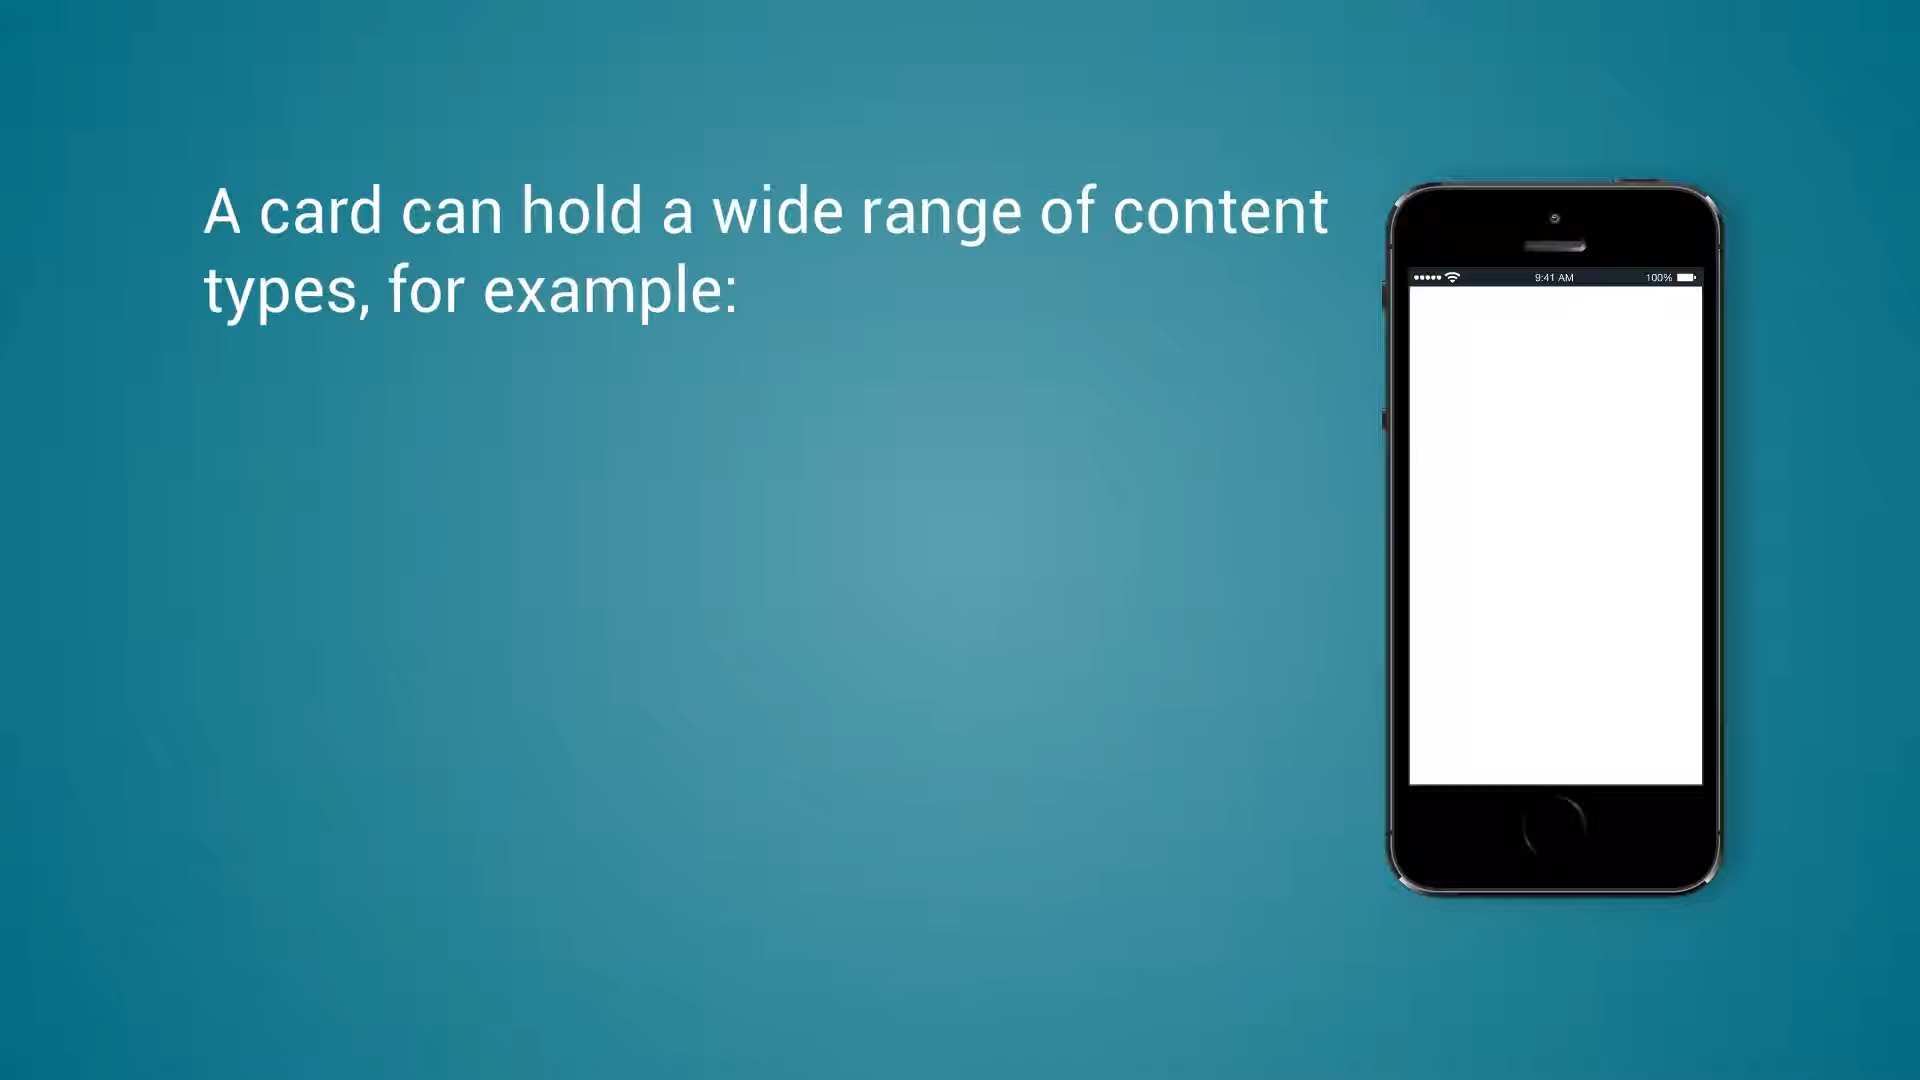 A card can hold a wide range of content
types, for example:
9:41 AM 100%